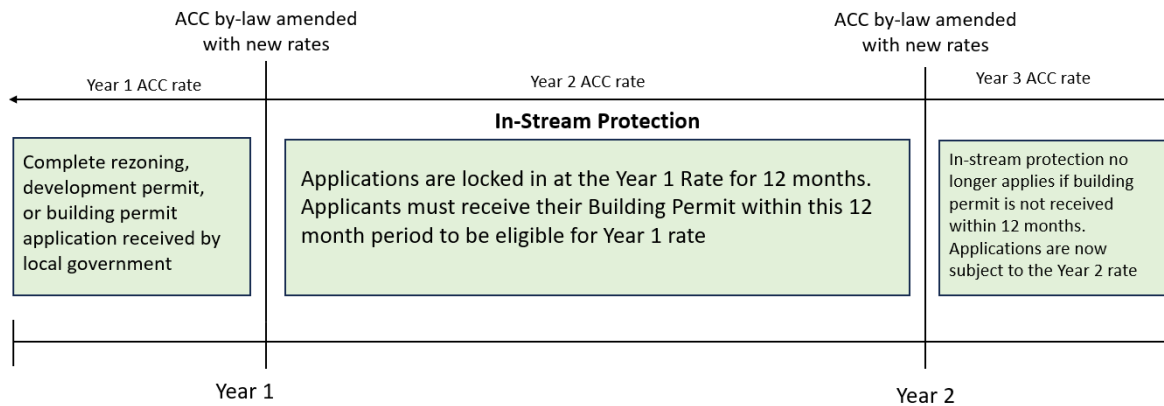 ACC by-law amended
with new rates
ACC by-law amended
with new rates
Year 1 ACC rate
Year 2 ACC rate
Year 3 ACC rate
In-Stream Protection
Complete rezoning,
development permit,
or building permit
application received by
local government
Applications are locked in at the Year 1 Rate for 12 months.
Applicants must receive their Building Permit within this 12
month period to be eligible for Year 1 rate
In-stream protection no
longer applies if building
permit is not received
within 12 months.
Applications are now
subject to the Year 2 rate
Year 1
Year 2